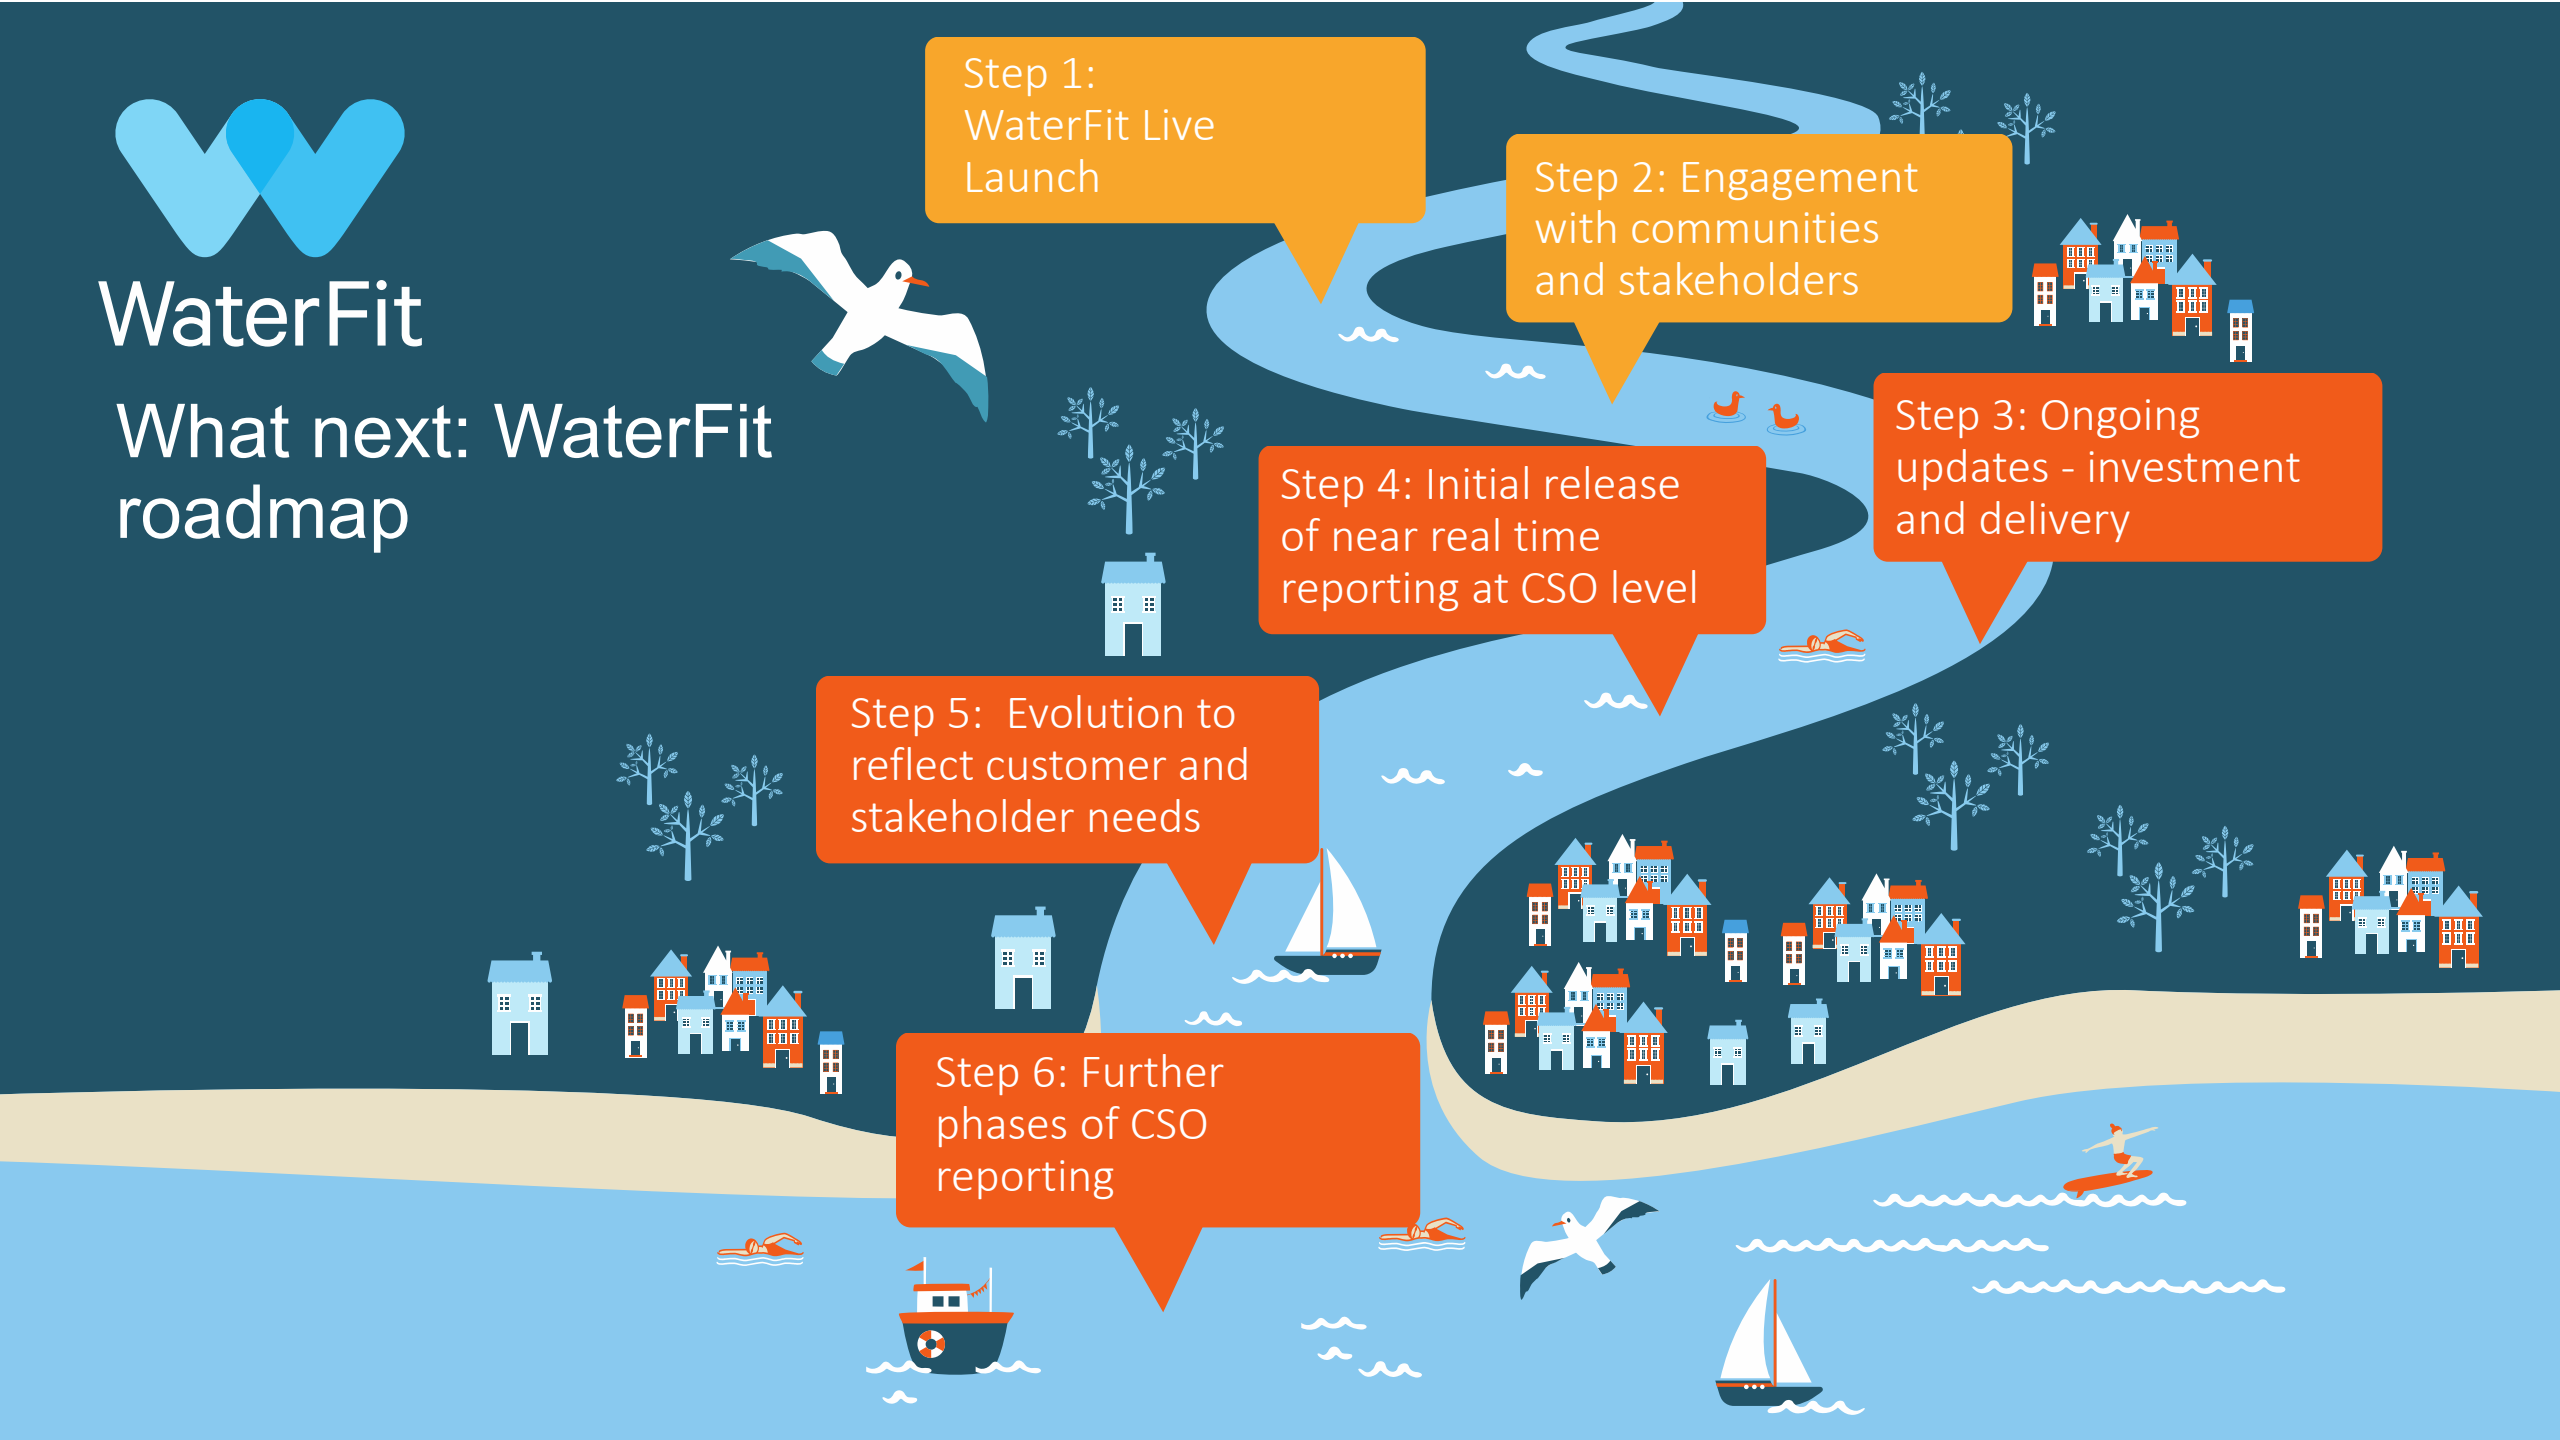 WaterFit
What next: WaterFit
roadmap
Step 1:
WaterFit Live
Launch
Step 2: Engagement
with communities
and stakeholders
Step 3: Ongoing
updates - investment
and delivery
Step 4: Initial release
of near real time
reporting at CSO level
Step 5:  Evolution to
reflect customer and
stakeholder needs
Step 6: Further
phases of CSO
reporting